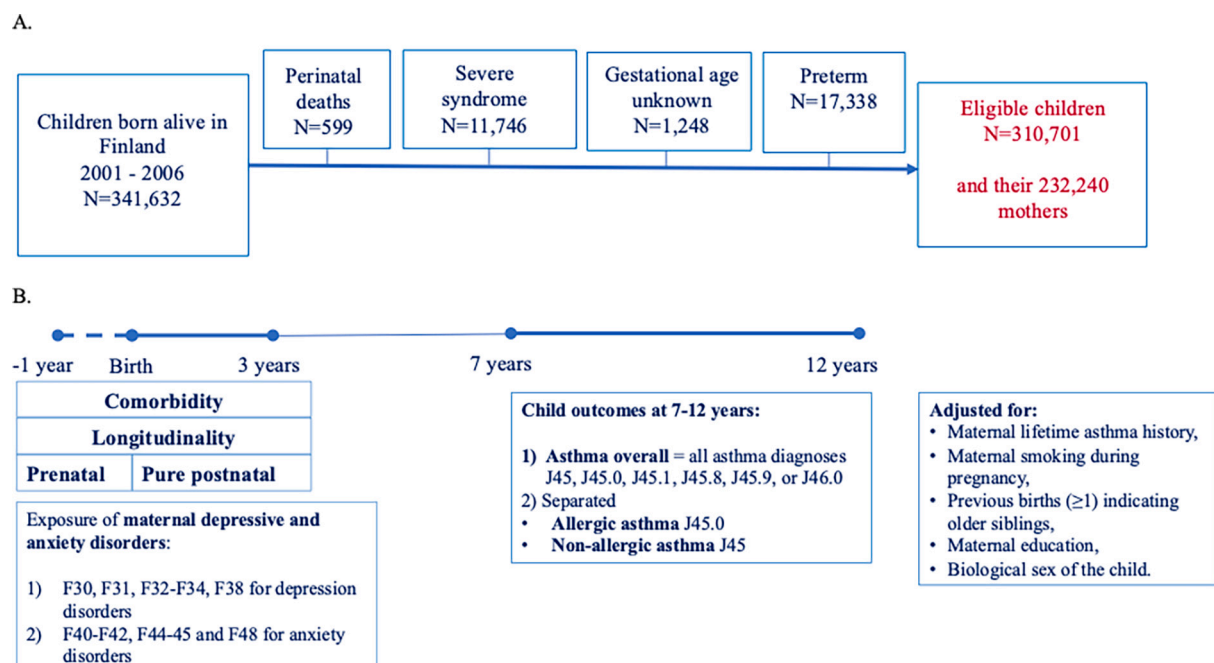 A.
Children born alive in
Finland
2001 - 2006
N=341,632
Perinatal
deaths
N=599
Severe
syndrome
N=11,746
Gestational age
unknown
N=1,248
Preterm
N=17,338
Eligible children
N=310,701
and their 232,240
mothers
B.
-1 year
Birth
3 years
7 years
12 years
Comorbidity
Longitudinality
Prenatal
Pure postnatal
Exposure of maternal depressive and
anxiety disorders:
1) F30, F31, F32-F34, F38 for depression
disorders
2) F40-F42, F44-45 and F48 for anxiety
disorders
Child outcomes at 7-12 years:
1) Asthma overall = all asthma diagnoses
J45, J45.0, J45.1, J45.8, J45.9, or J46.0
2) Separated
• Allergic asthma J45.0
• Non-allergic asthma J45
Adjusted for:
• Maternal lifetime asthma history,
• Maternal smoking during
pregnancy,
• Previous births (≥1) indicating
older siblings,
• Maternal education,
• Biological sex of the child.